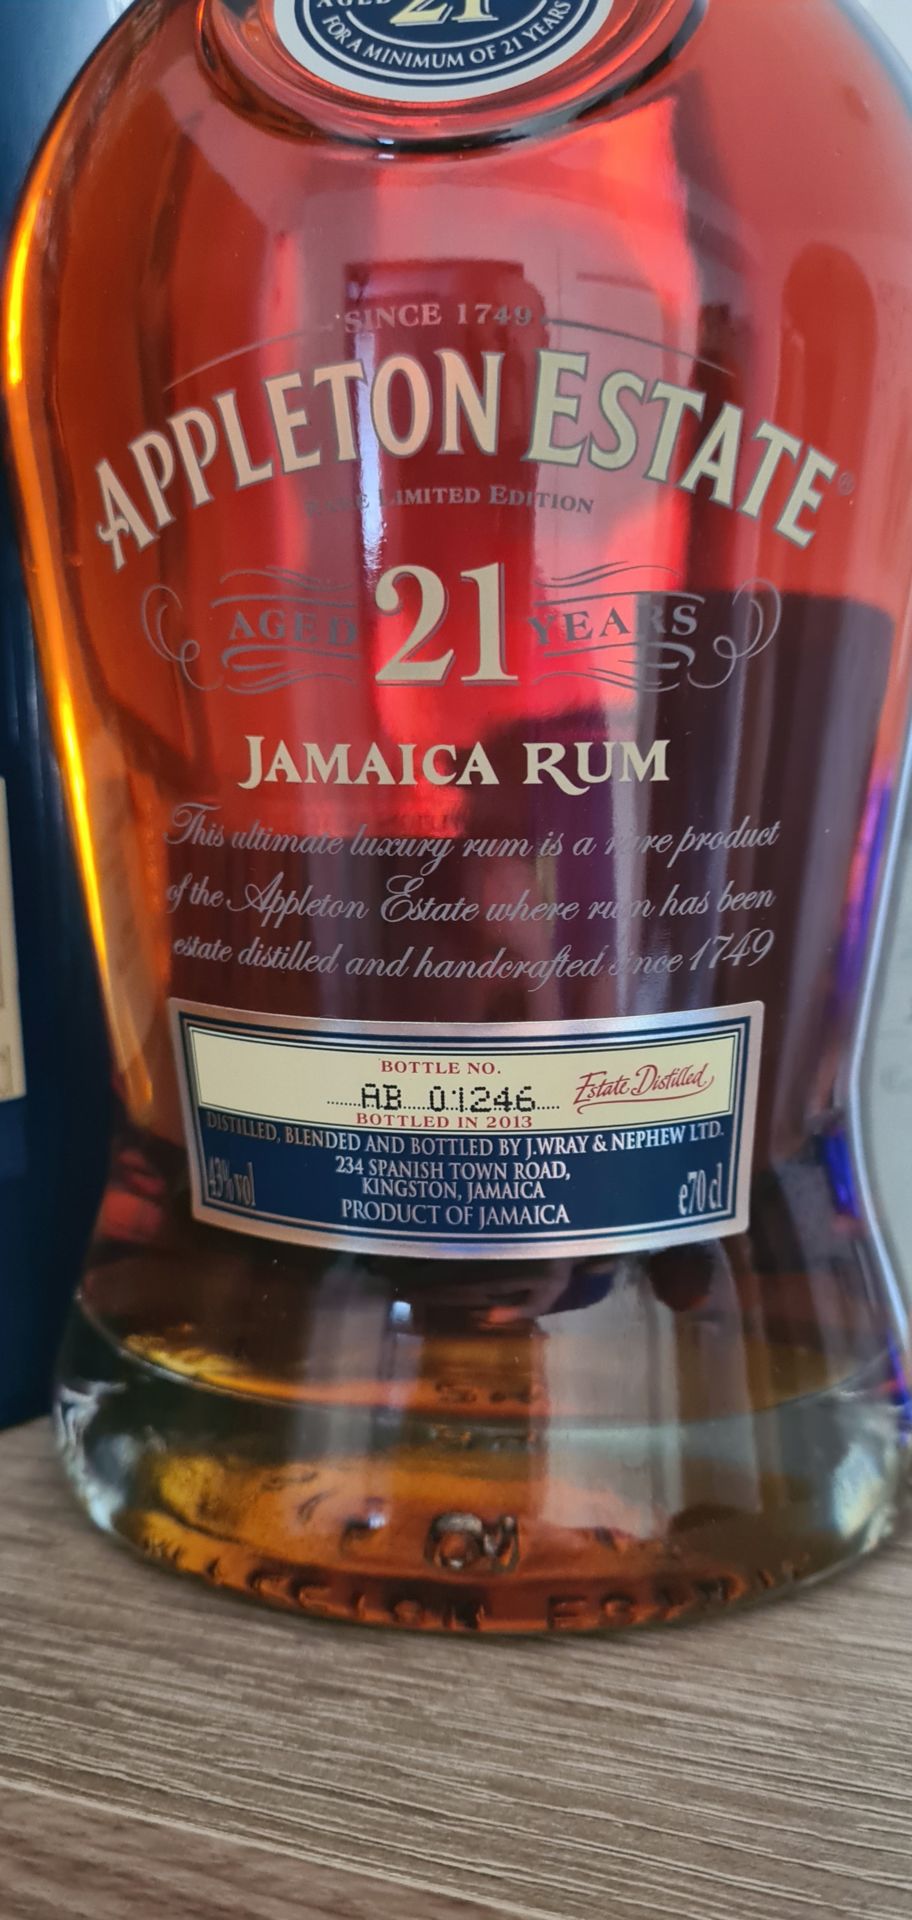 AGED 21
FOR A MINIMUM OF 21 YEARS
SINCE 1749
APPLETON ESTATE®
RARE LIMITED EDITION
AGED 21 YEARS
JAMAICA RUM
This ultimate luxury rum is a rare product
of the Appleton Estate where rum has been
estate distilled and handcrafted since 1749
BOTTLE NO.
AB 01246
Estate Distilled
BOTTLED IN 2013
DISTILLED, BLENDED AND BOTTLED BY J.WRAY & NEPHEW LTD.
234 SPANISH TOWN ROAD,
KINGSTON, JAMAICA
43%vol PRODUCT OF JAMAICA e70 cl